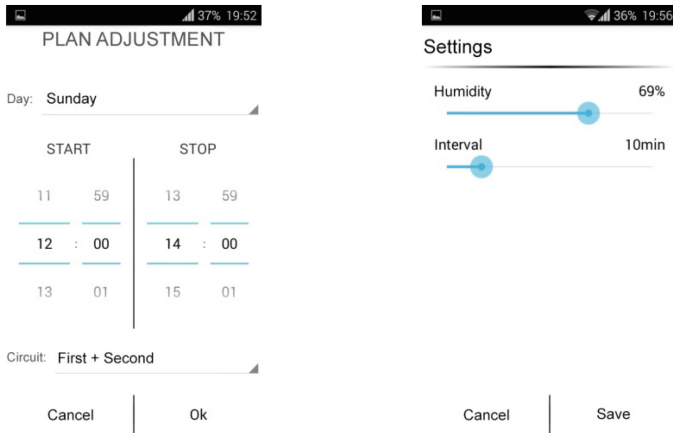 37% 19:52
PLAN ADJUSTMENT
Day: Sunday
START STOP
11 59 13 59
12 : 00 14 : 00
13 01 15 01
Circuit: First + Second
Cancel Ok
36% 19:56
Settings
Humidity 69%
Interval 10min
Cancel Save